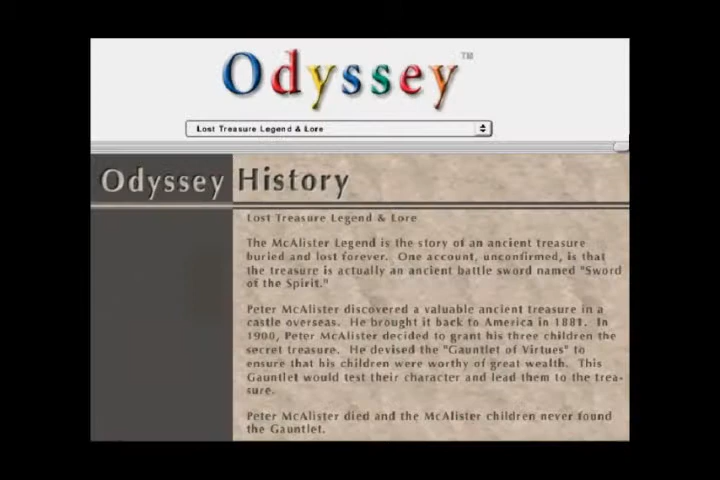 Odyssey™
Lost Treasure Legend & Lore
Odyssey History
Lost Treasure Legend & Lore
The McAlister Legend is the story of an ancient treasure
buried and lost forever. One account, unconfirmed, is that
the treasure is actually an ancient battle sword named "Sword
of the Spirit."
Peter McAlister discovered a valuable ancient treasure in a
castle overseas. He brought it back to America in 1881. In
1900, Peter McAlister decided to grant his three children the
secret treasure. He devised the "Gauntlet of Virtues" to
ensure that his children were worthy of great wealth. This
Gauntlet would test their character and lead them to the trea-
sure.
Peter McAlister died and the McAlister children never found
the Gauntlet.